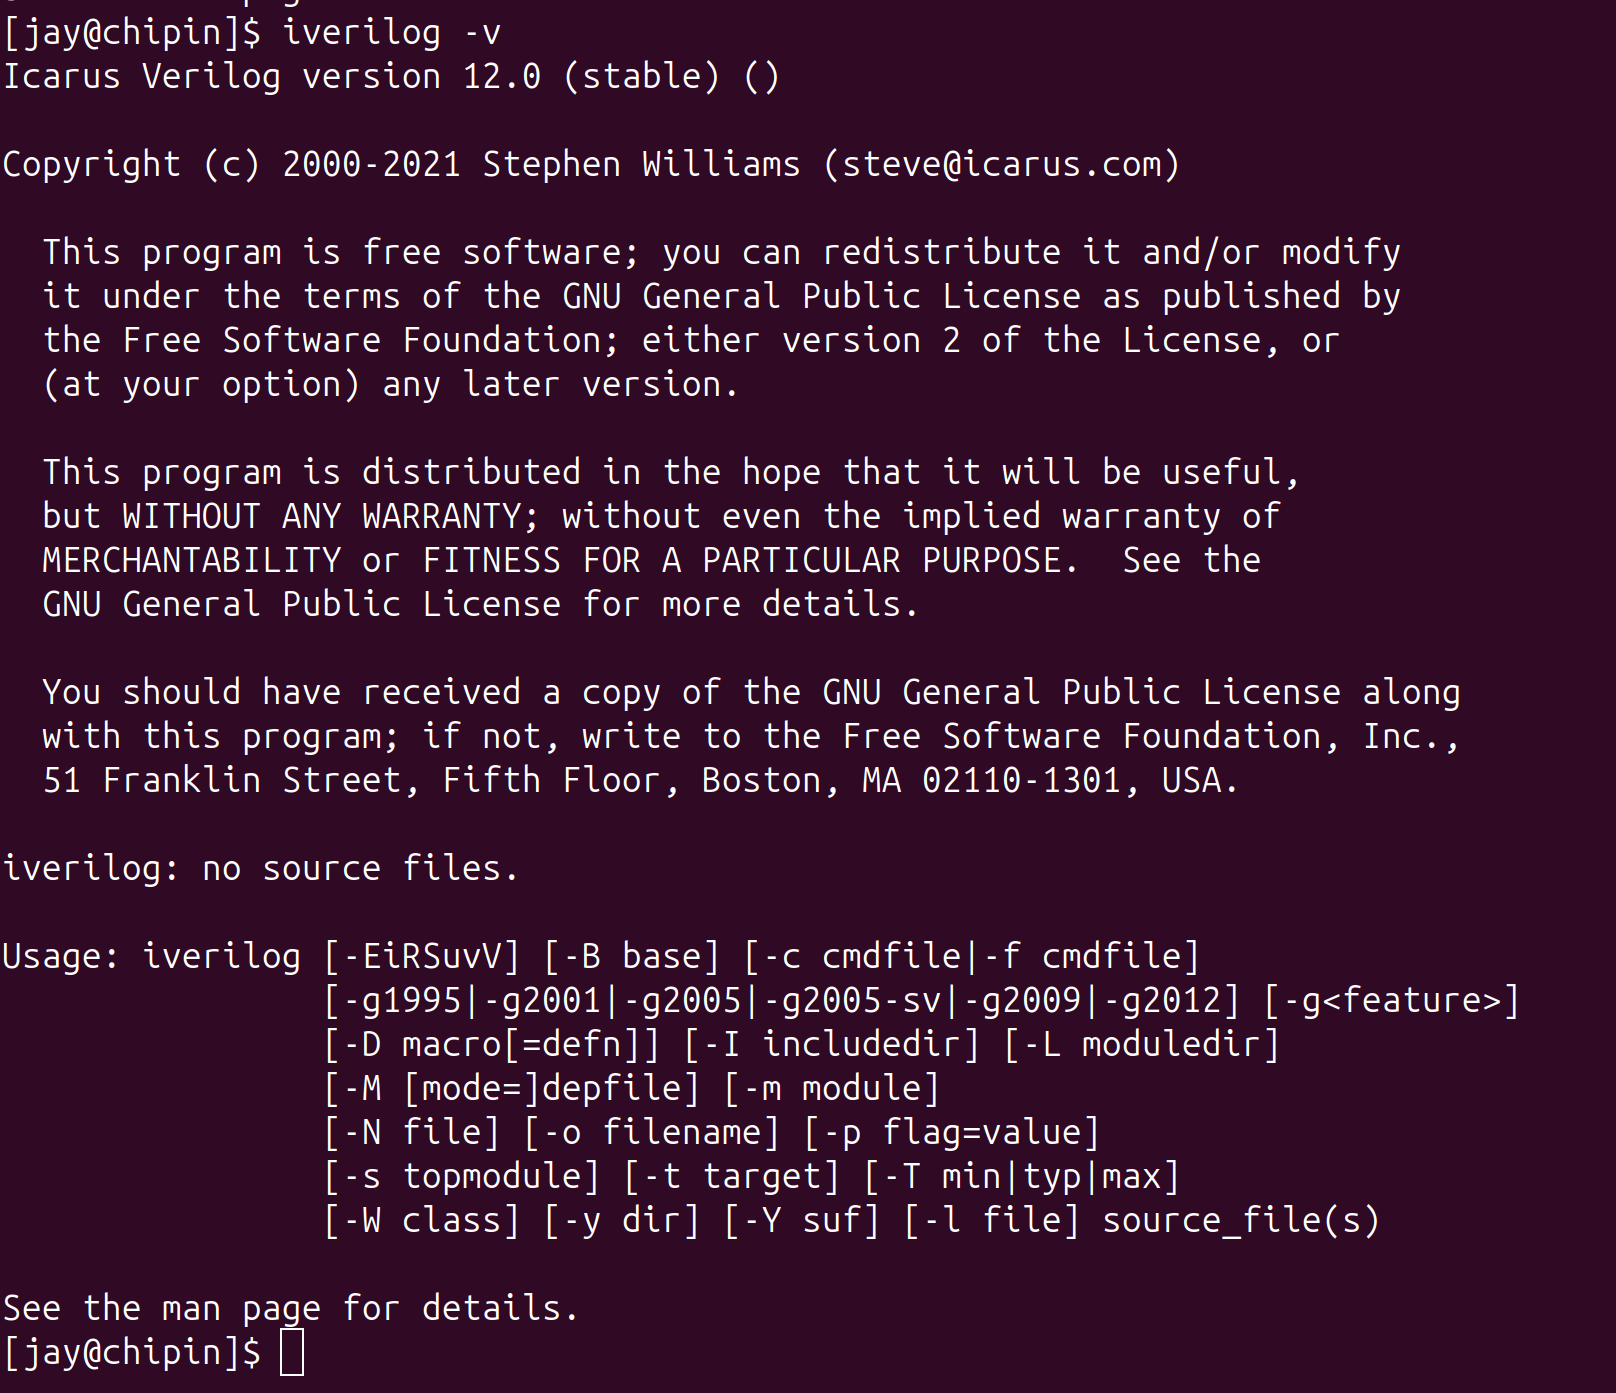 [jay@chipin]$ iverilog -v
Icarus Verilog version 12.0 (stable) ()

Copyright (c) 2000-2021 Stephen Williams (steve@icarus.com)

  This program is free software; you can redistribute it and/or modify
  it under the terms of the GNU General Public License as published by
  the Free Software Foundation; either version 2 of the License, or
  (at your option) any later version.

  This program is distributed in the hope that it will be useful,
  but WITHOUT ANY WARRANTY; without even the implied warranty of
  MERCHANTABILITY or FITNESS FOR A PARTICULAR PURPOSE.  See the
  GNU General Public License for more details.

  You should have received a copy of the GNU General Public License along
  with this program; if not, write to the Free Software Foundation, Inc.,
  51 Franklin Street, Fifth Floor, Boston, MA 02110-1301, USA.

iverilog: no source files.

Usage: iverilog [-EiRSuvV] [-B base] [-c cmdfile|-f cmdfile]
                [-g1995|-g2001|-g2005|-g2005-sv|-g2009|-g2012] [-g<feature>]
                [-D macro[=defn]] [-I includedir] [-L moduledir]
                [-M [mode=]depfile] [-m module]
                [-N file] [-o filename] [-p flag=value]
                [-s topmodule] [-t target] [-T min|typ|max]
                [-W class] [-y dir] [-Y suf] [-l file] source_file(s)

See the man page for details.
[jay@chipin]$